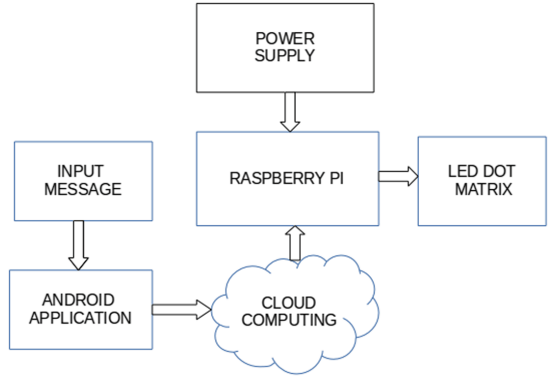 POWER
SUPPLY
INPUT
MESSAGE
RASPBERRY PI
LED DOT
MATRIX
ANDROID
APPLICATION
CLOUD
COMPUTING